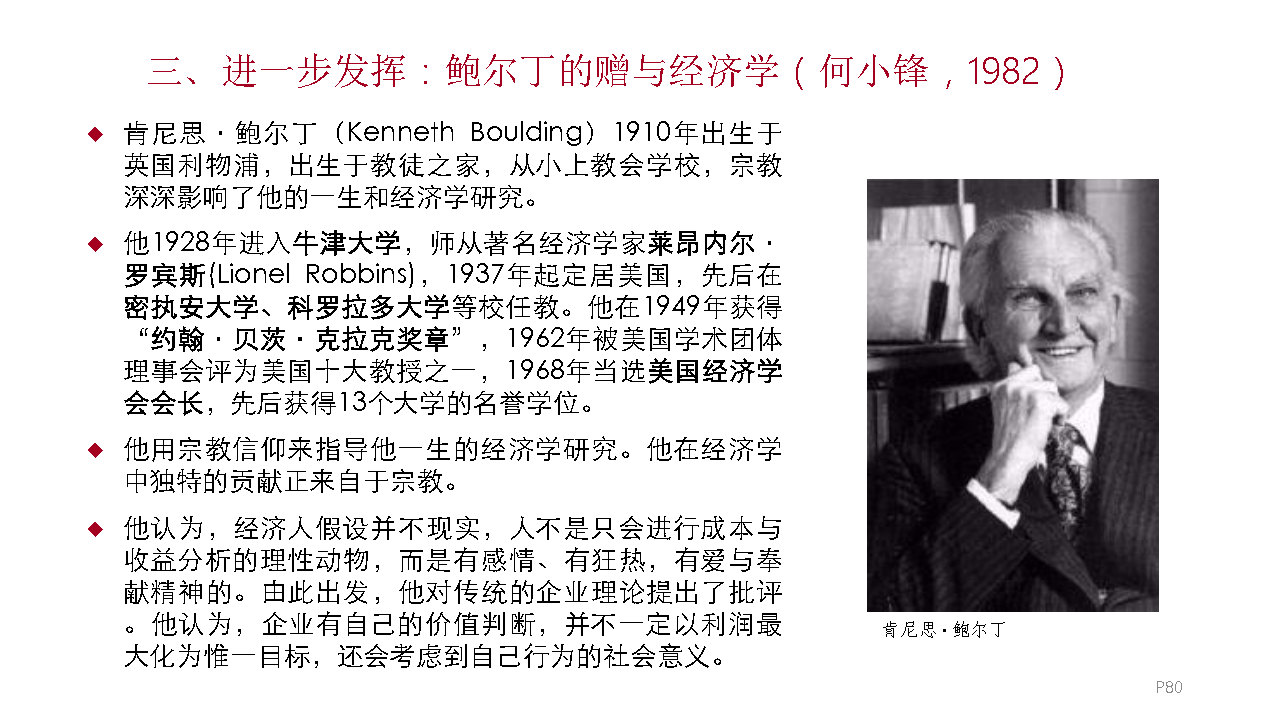 三、进一步发挥：鲍尔丁的赠与经济学（何小锋，1982）
◆ 肯尼思·鲍尔丁（Kenneth Boulding）1910年出生于
英国利物浦，出生于教徒之家，从小上教会学校，宗教
深深影响了他的一生和经济学研究。
◆ 他1928年进入牛津大学，师从著名经济学家莱昂内尔·
罗宾斯(Lionel Robbins)，1937年起定居美国，先后在
密执安大学、科罗拉多大学等校任教。他在1949年获得
“约翰·贝茨·克拉克奖章”，1962年被美国学术团体
理事会评为美国十大教授之一，1968年当选美国经济学
会会长，先后获得13个大学的名誉学位。
◆ 他用宗教信仰来指导他一生的经济学研究。他在经济学
中独特的贡献正来自于宗教。
◆ 他认为，经济人假设并不现实，人不是只会进行成本与
收益分析的理性动物，而是有感情、有狂热，有爱与奉
献精神的。由此出发，他对传统的企业理论提出了批评
。他认为，企业有自己的价值判断，并不一定以利润最
大化为惟一目标，还会考虑到自己行为的社会意义。
肯尼思·鲍尔丁
P80